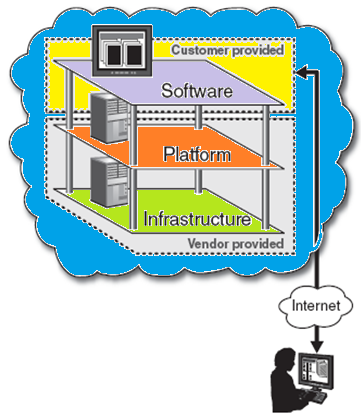 Customer provided
Software
Platform
Infrastructure
Vendor provided
Internet